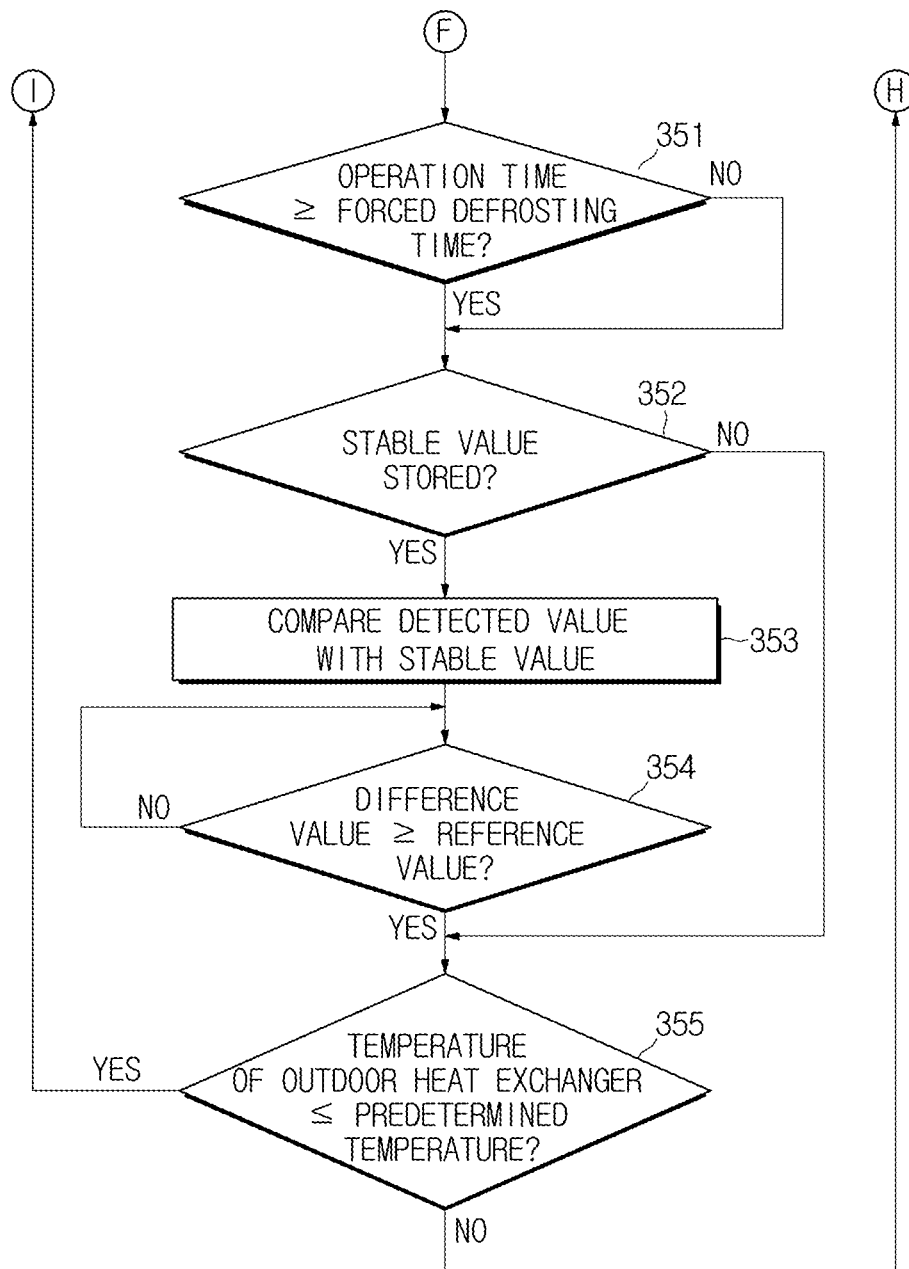 F
I
H
351
OPERATION TIME
≥ FORCED DEFROSTING
TIME?
NO
YES
352
STABLE VALUE
STORED?
NO
YES
COMPARE DETECTED VALUE
WITH STABLE VALUE
353
354
DIFFERENCE
VALUE ≥ REFERENCE
VALUE?
NO
YES
355
TEMPERATURE
OF OUTDOOR HEAT EXCHANGER
≦ PREDETERMINED
TEMPERATURE?
YES
NO